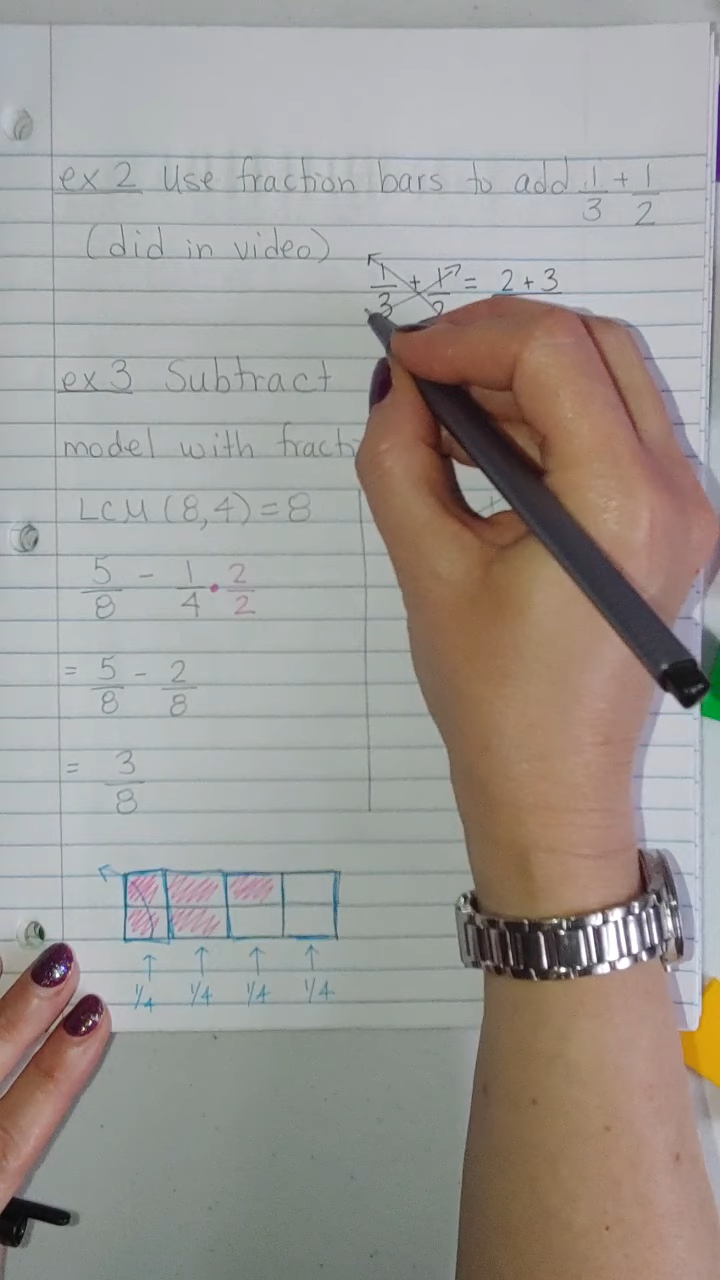 ex 2 Use fraction bars to add 1/3 + 1/2
(did in video)
1/3 + 1/2 = 2 + 3
ex 3 Subtract
model with fracti
LCM (8,4) = 8
5/8 - 1/4 • 2/2
= 5/8 - 2/8
= 3/8
1/4 1/4 1/4 1/4